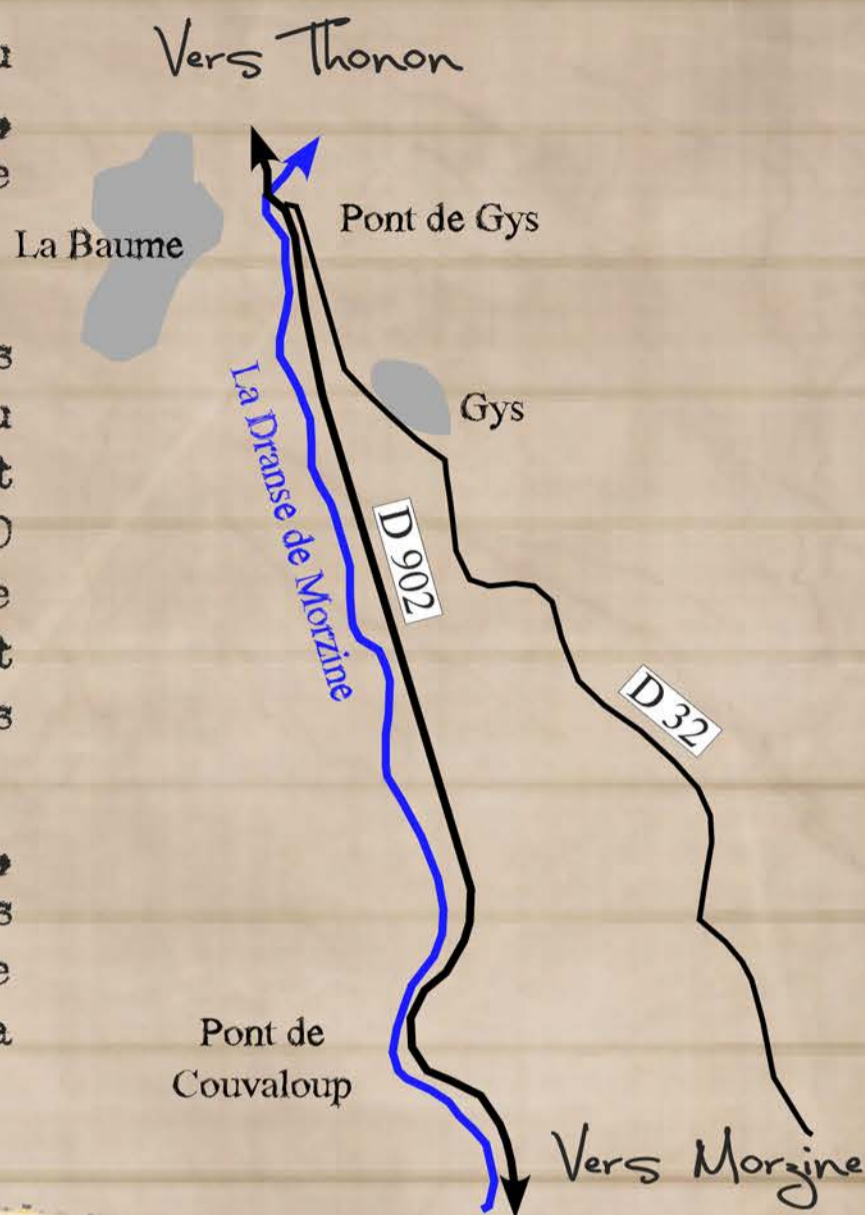 Vers Thonon
Pont de Gys
La Baume
Gys
La Dranse de Morzine
D 902
D 32
Pont de
Couvaloup
Vers Morzine